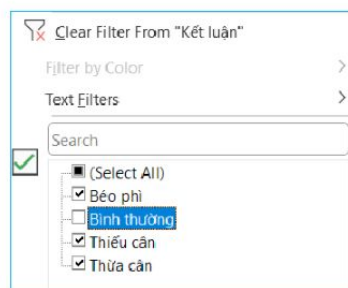 Clear Filter From "Kết luận"
Filter by Color
Text Filters
Search
(Select All)
Béo phì
Bình thường
Thiếu cân
Thừa cân